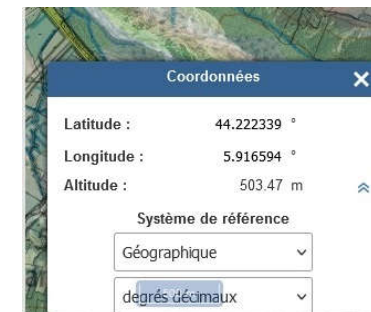 Coordonnées
Latitude : 44.222339 °
Longitude : 5.916594 °
Altitude : 503.47 m
Système de référence
Géographique
degrés décimaux